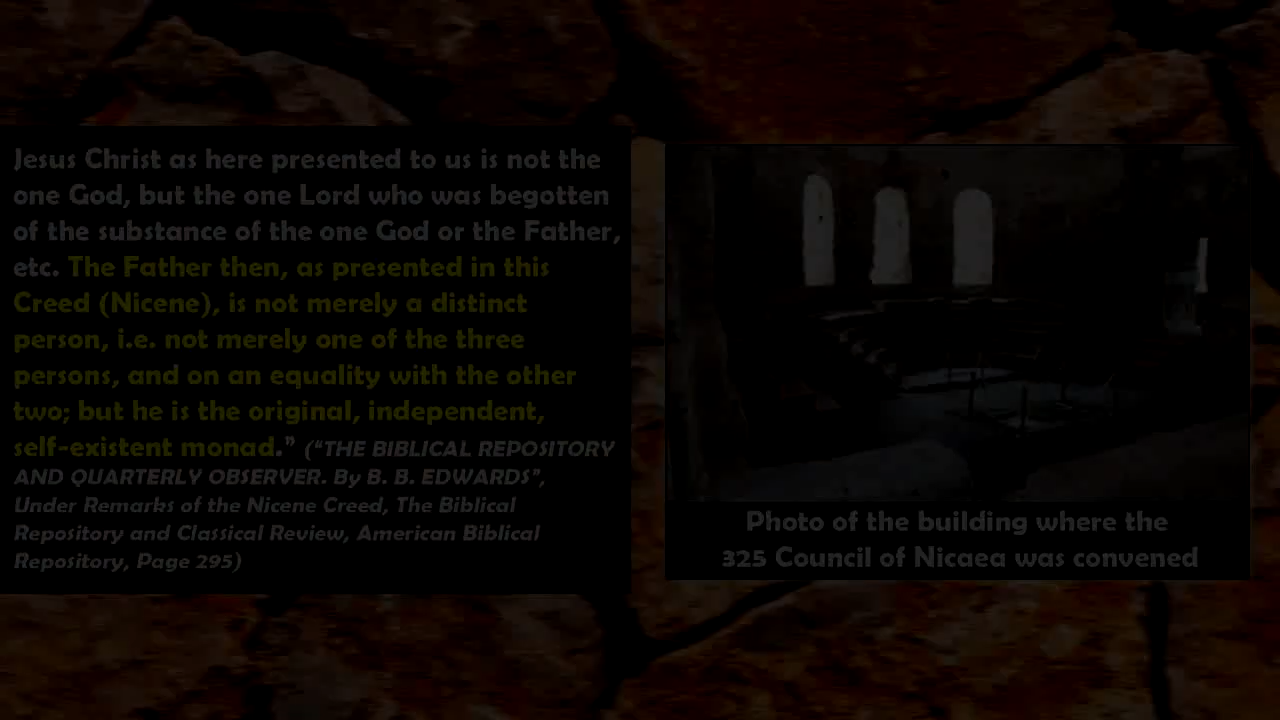 Jesus Christ as here presented to us is not the
one God, but the one Lord who was begotten
of the substance of the one God or the Father,
etc. The Father then, as presented in this
Creed (Nicene), is not merely a distinct
person, i.e. not merely one of the three
persons, and on an equality with the other
two; but he is the original, independent,
self-existent monad.” (“THE BIBLICAL REPOSITORY
AND QUARTERLY OBSERVER. By B. B. EDWARDS”,
Under Remarks of the Nicene Creed, The Biblical
Repository and Classical Review, American Biblical
Repository, Page 295)
Photo of the building where the
325 Council of Nicaea was convened